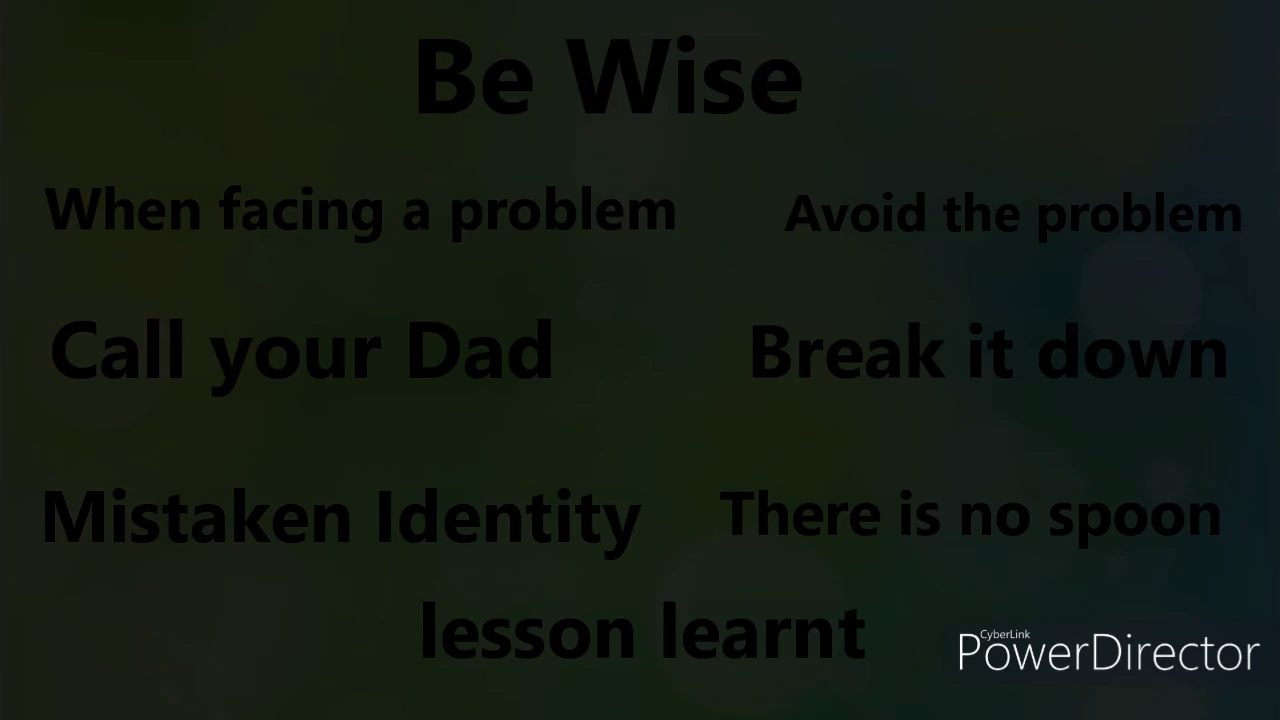 Be Wise
When facing a problem
Avoid the problem
Call your Dad
Break it down
Mistaken Identity
There is no spoon
lesson learnt
CyberLink
PowerDirector